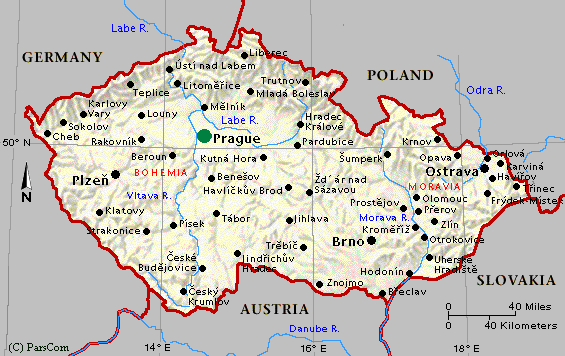 Labe R.
GERMANY
Liberec
Ústí nad Labem
POLAND
Trutnov
Litoměřice
Teplice
Mladá Boleslav
Odra R.
Karlovy
Vary
Mělník
Louny
Labe R.
Hradec
Králové
Sokolov
Cheb
50° N
Rakovník
Prague
Pardubice
Krnov
Orlová
Beroun
Kutná Hora
Šumperk
Opava
Karviná
Ostrava
BOHEMIA
Plzeň
Benešov
Žd´ár nad
Sázavou
Havířov
MORAVIA
Třinec
Havlíčkův Brod
Vltava R.
N
Olomouc
Frýdek-Místek
Prostějov
Přerov
Klatovy
Tábor
Jihlava
Morava R.
Zlín
Písek
Kroměříž
Strakonice
Brno
Otrokovice
Třebíč
České
Budějovice
Jindřichův
Hradec
Uherské
Hradiště
Hodonín
SLOVAKIA
Znojmo
Český
Krumlov
Břeclav
AUSTRIA
0 40 Miles
0 40 Kilometers
Danube R.
(C) ParsCom
14° E
16° E
18° E